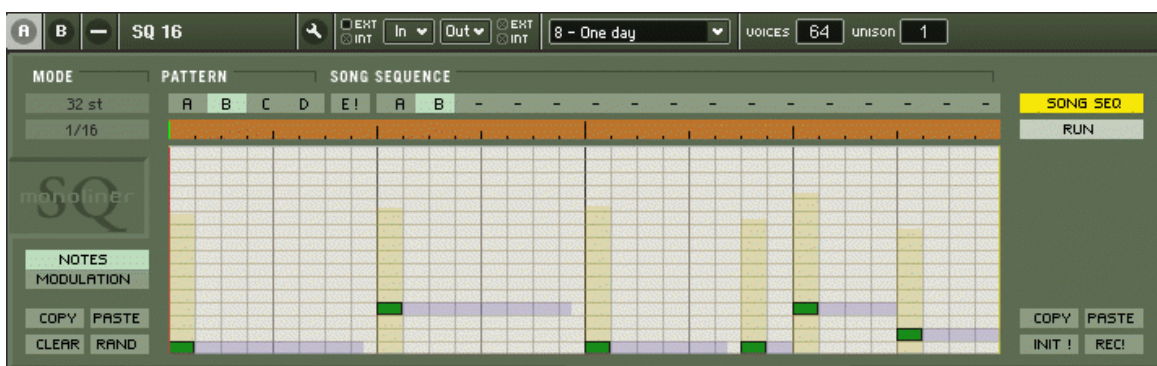 A B – SQ 16 EXT INT In Out EXT INT 8 – One day VOICES 64 UNISON 1
MODE PATTERN SONG SEQUENCE
32 st A B C D E! A B - - - - - - - - - - - - - - SONG SEQ
1/16 RUN
SQ
monoliner
NOTES
MODULATION
COPY PASTE COPY PASTE
CLEAR RAND INIT ! REC!